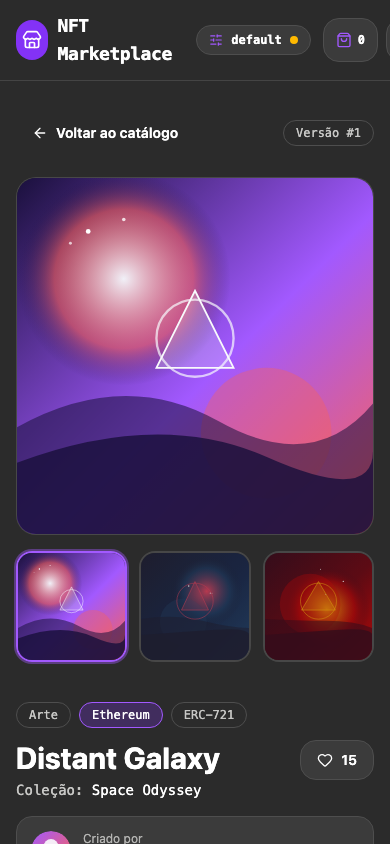 NFT
Marketplace
default
0
Voltar ao catálogo
Versão #1
Arte
Ethereum
ERC-721
Distant Galaxy
15
Coleção: Space Odyssey
Criado por